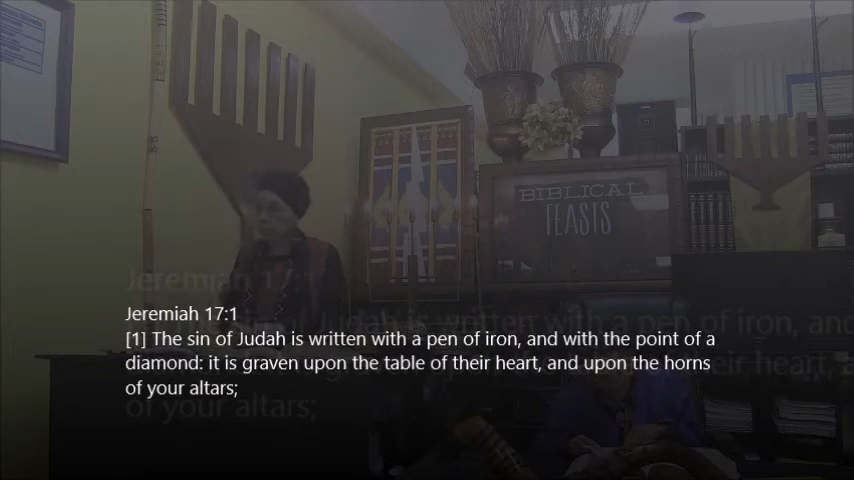 BIBLICAL
FEASTS
Jeremiah 17:1
[1] The sin of Judah is written with a pen of iron, and with the point of a
diamond: it is graven upon the table of their heart, and upon the horns
of your altars;